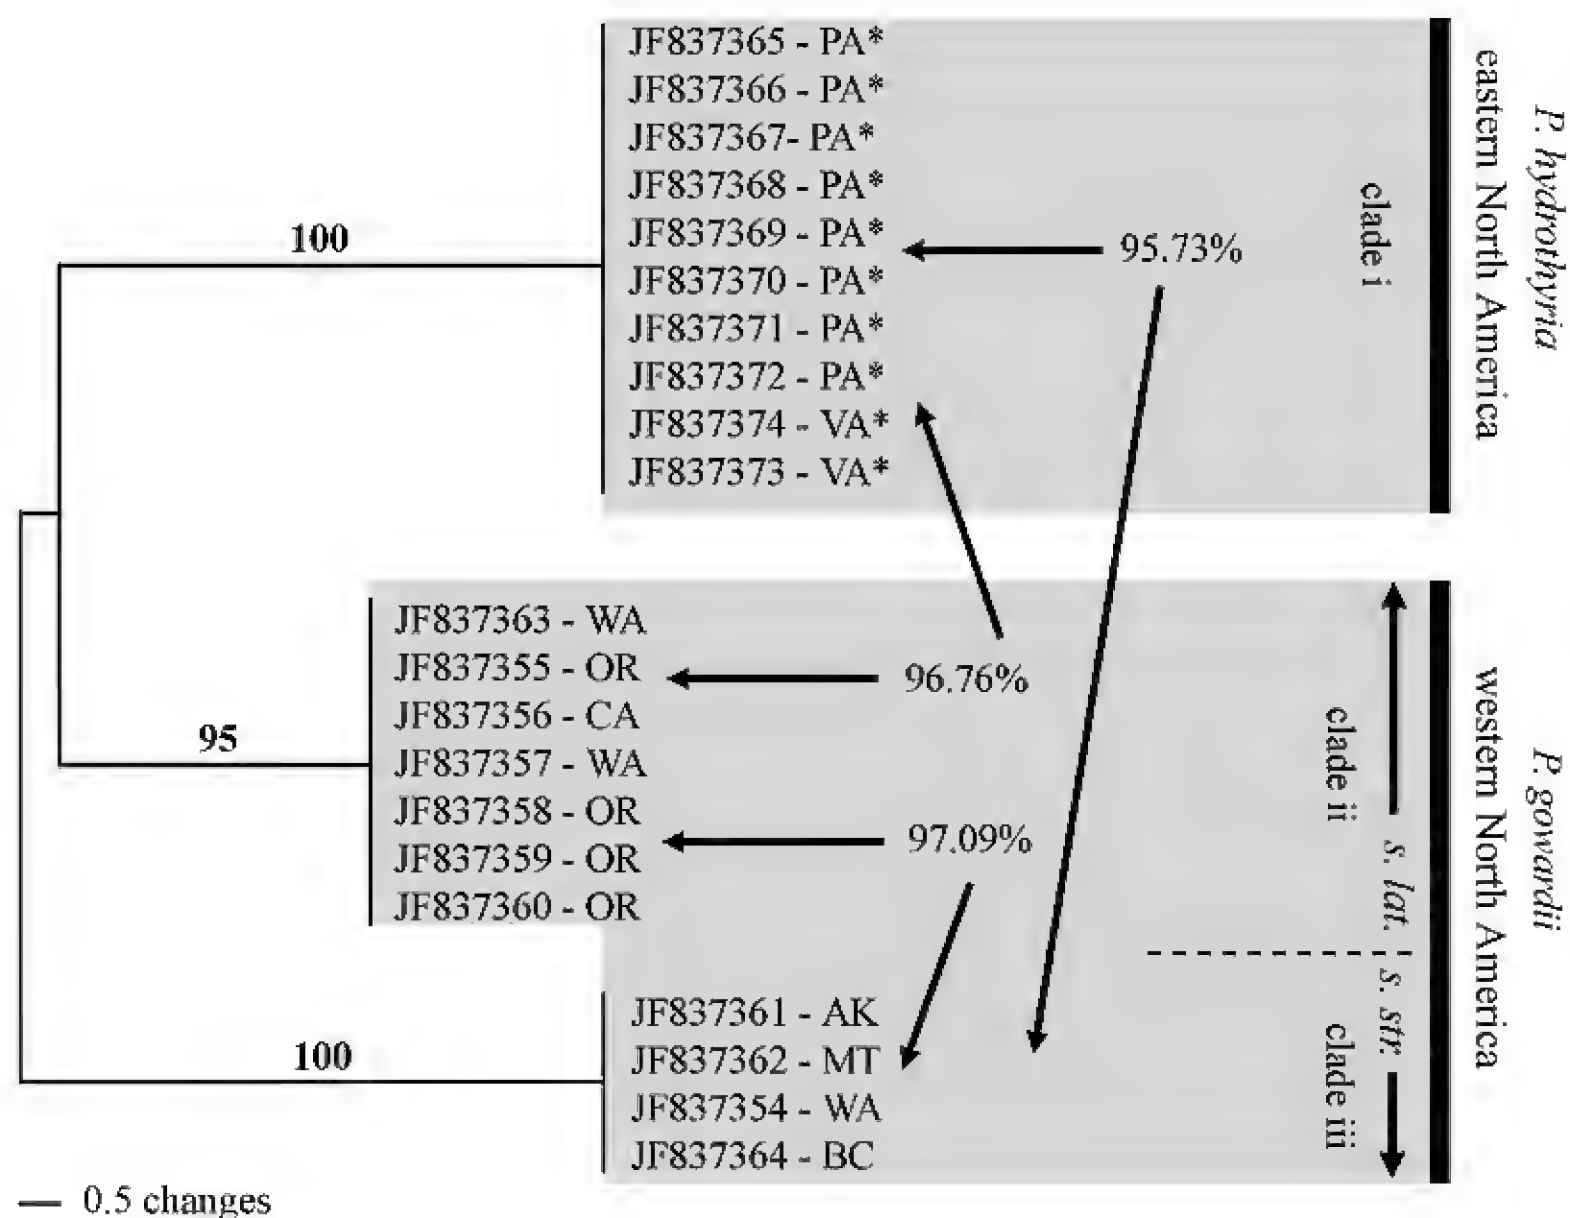 JF837365 - PA*
JF837366 - PA*
JF837367- PA*
JF837368 - PA*
JF837369 - PA*
JF837370 - PA*
JF837371 - PA*
JF837372 - PA*
JF837374 - VA*
JF837373 - VA*
100
95.73%
clade i
eastern North America
P. hydrothyria
JF837363 - WA
JF837355 - OR
JF837356 - CA
JF837357 - WA
JF837358 - OR
JF837359 - OR
JF837360 - OR
95
96.76%
97.09%
clade ii
s. lat.
western North America
P. gowardii
JF837361 - AK
JF837362 - MT
JF837354 - WA
JF837364 - BC
100
s. str.
clade iii
0.5 changes